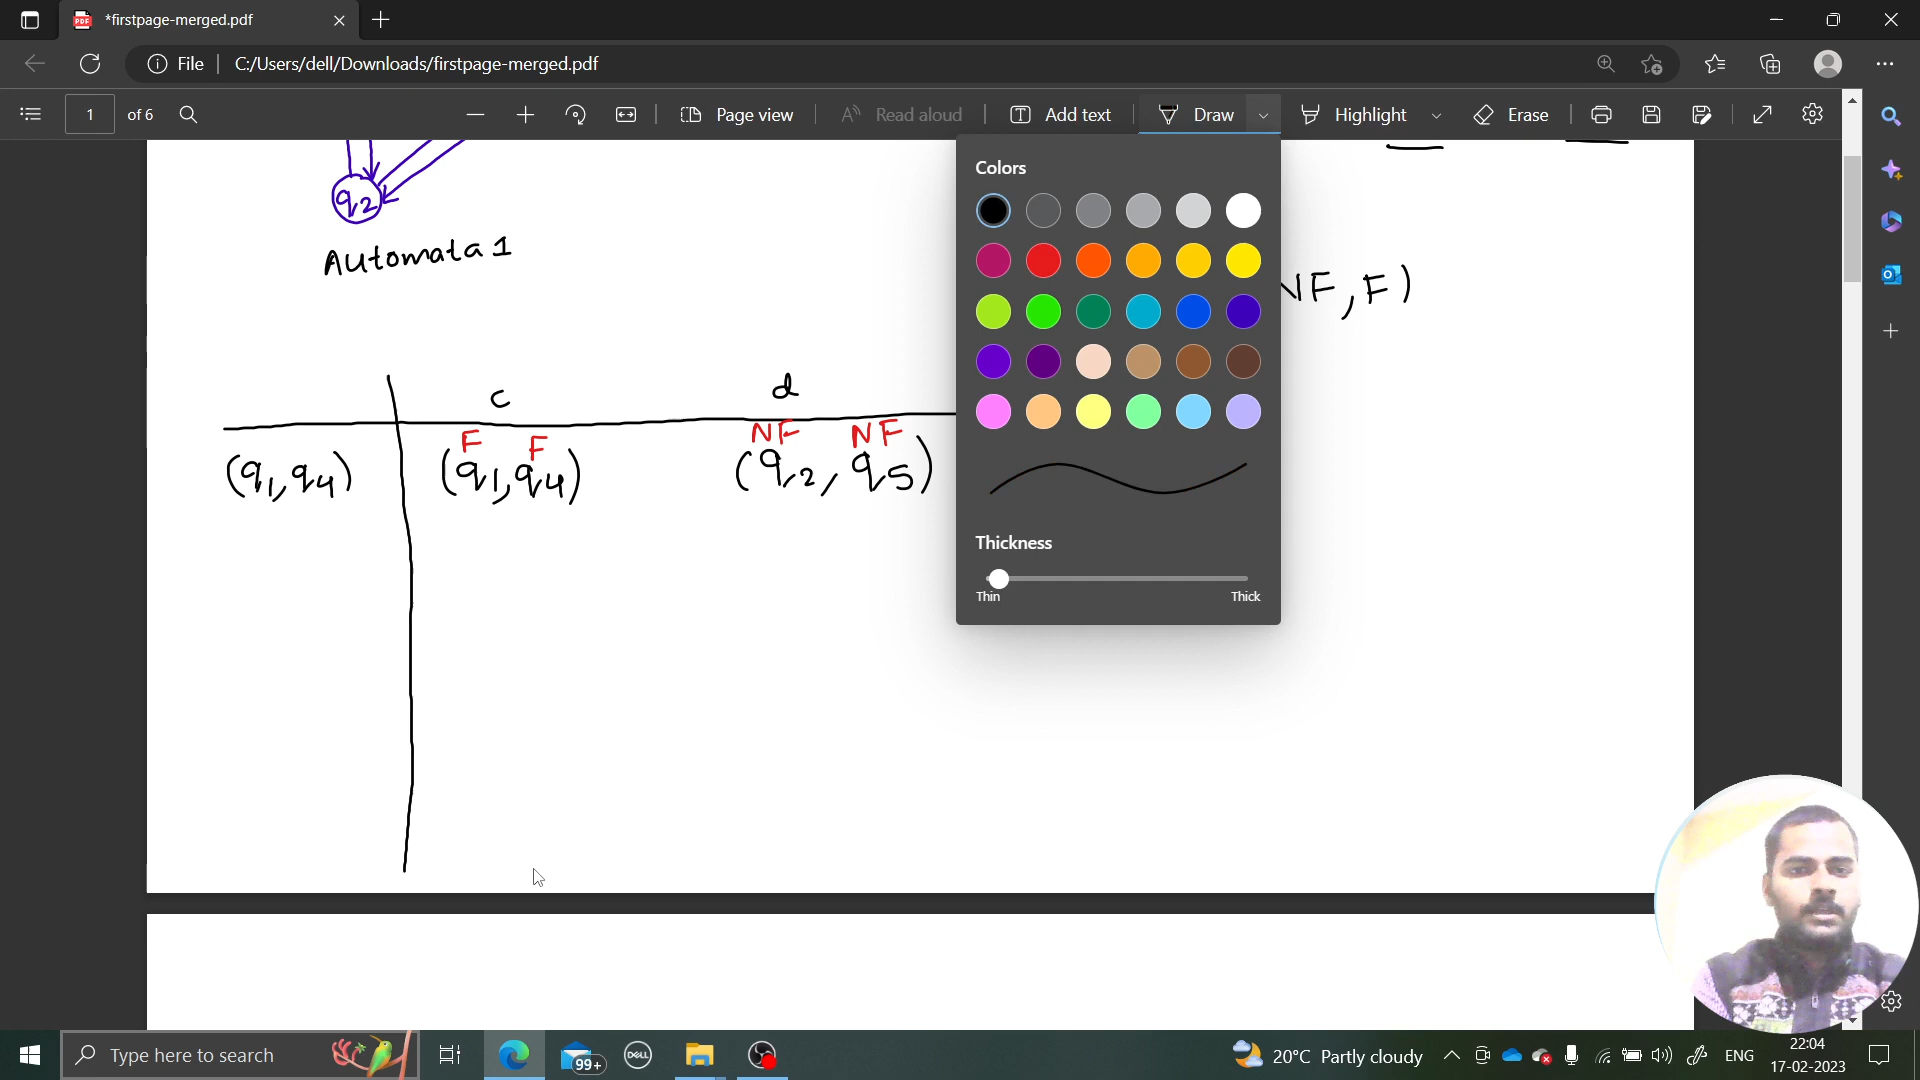 *firstpage-merged.pdf
File
C:/Users/dell/Downloads/firstpage-merged.pdf
1 of 6
Page view
Read aloud
Add text
Draw
Highlight
Erase
Colors
Thickness
Thin
Thick
q2
Automata 1
NF, F)
c
d
F F
NF NF
(q1, q4)
(q1, q4)
(q2, q5)
Type here to search
99+
DELL
20°C Partly cloudy
ENG
22:04
17-02-2023